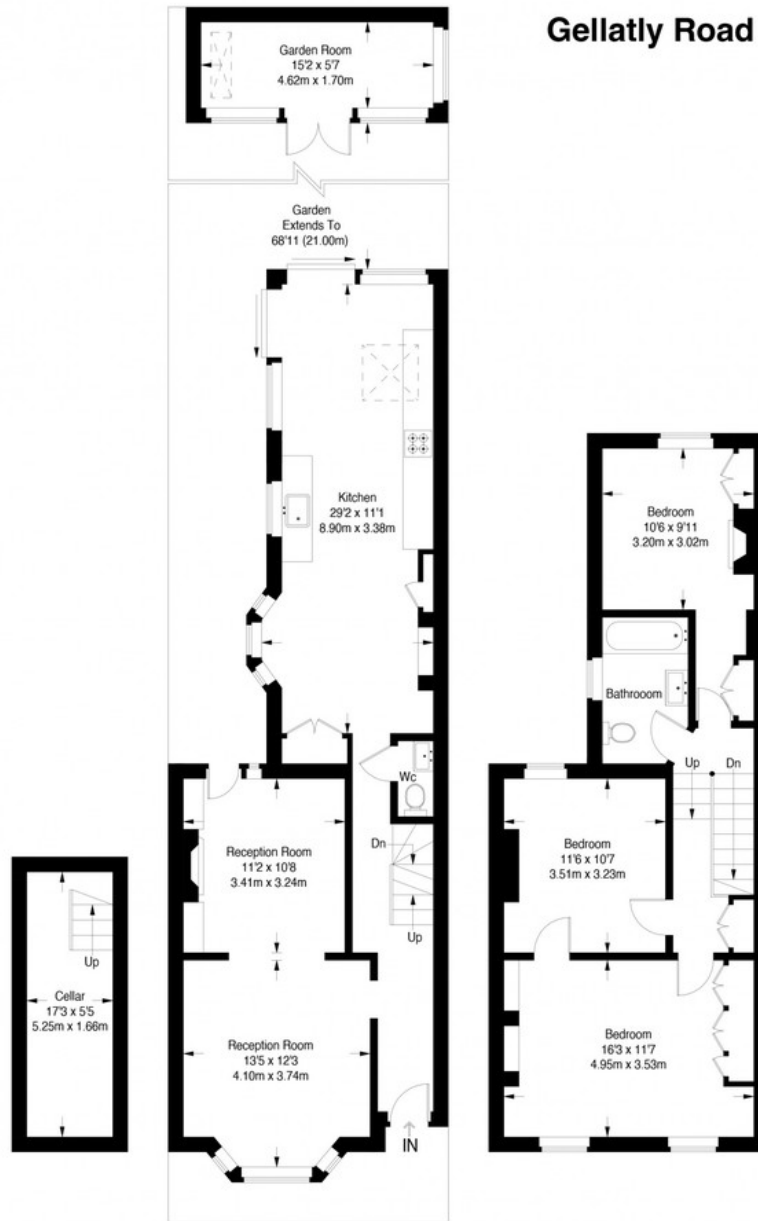 Gellatly Road
Garden Room
15'2 x 5'7
4.62m x 1.70m
Garden
Extends To
68'11 (21.00m)
Kitchen
29'2 x 11'1
8.90m x 3.38m
Wc
Dn
Up
Reception Room
11'2 x 10'8
3.41m x 3.24m
Reception Room
13'5 x 12'3
4.10m x 3.74m
IN
Up
Cellar
17'3 x 5'5
5.25m x 1.66m
Bedroom
10'6 x 9'11
3.20m x 3.02m
Bathrooom
Up
Dn
Bedroom
11'6 x 10'7
3.51m x 3.23m
Bedroom
16'3 x 11'7
4.95m x 3.53m